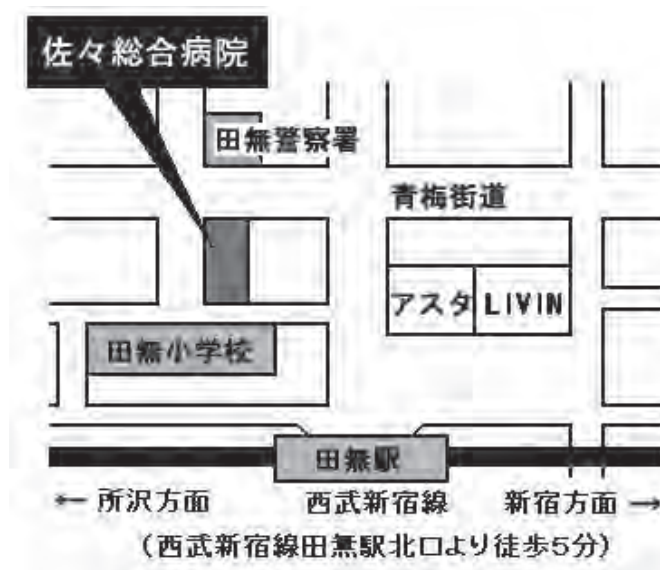 佐々総合病院
田無警察署
青梅街道
アスタ LIVIN
田無小学校
田無駅
← 所沢方面 西武新宿線 新宿方面 →
（西武新宿線田無駅北口より徒歩5分）